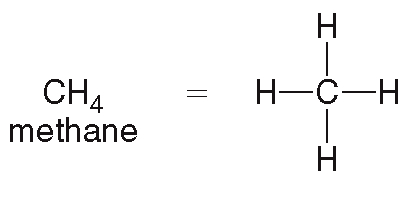 H
CH₄ = H—C—H
methane
H